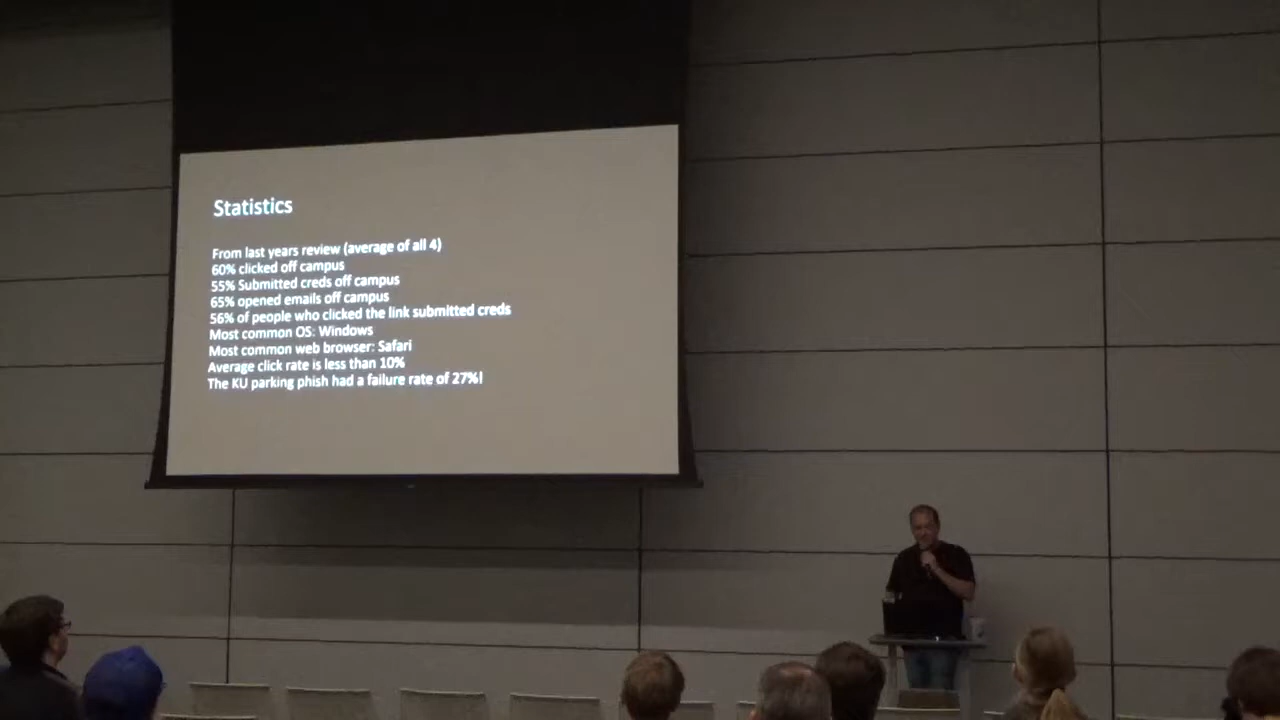 Statistics
From last years review (average of all 4)
60% clicked off campus
55% Submitted creds off campus
65% opened emails off campus
56% of people who clicked the link submitted creds
Most common OS: Windows
Most common web browser: Safari
Average click rate is less than 10%
The KU parking phish had a failure rate of 27%!